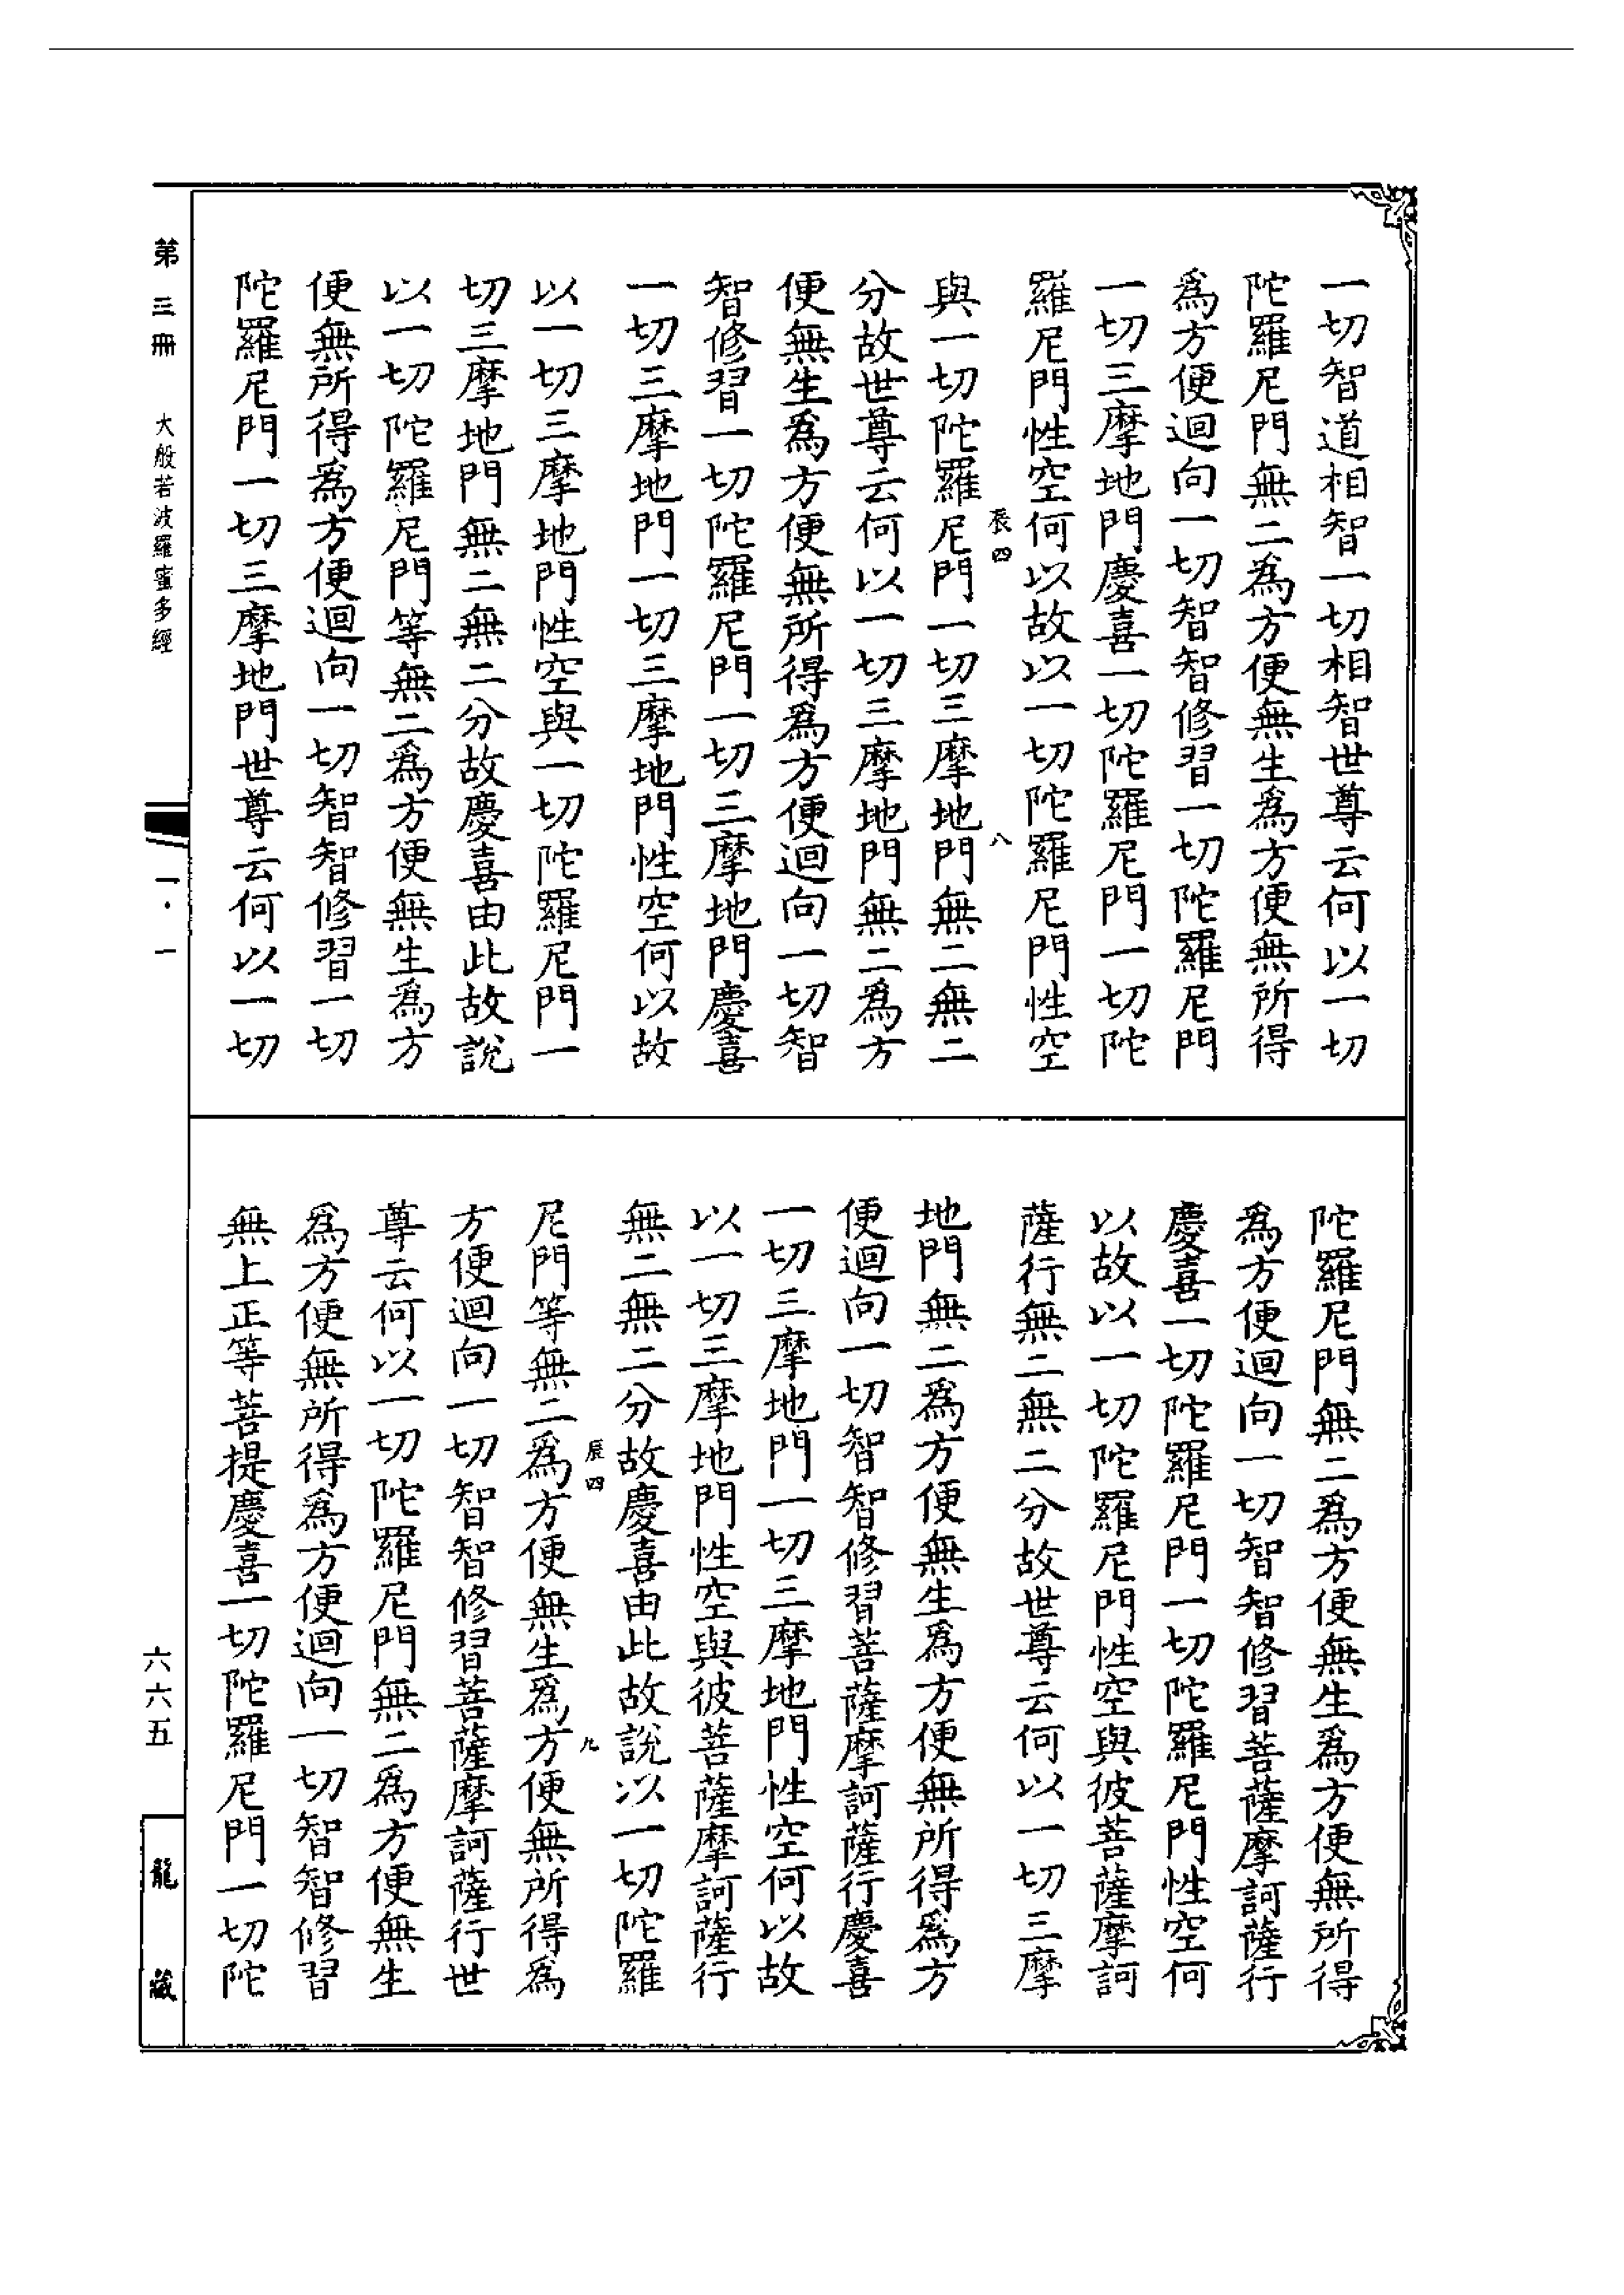 一切智道相智一切相智世尊云何以一切
陀羅尼門無二為方便無生為方便無所得
為方便迴向一切智智修習一切陀羅尼門
一切三摩地門慶喜一切陀羅尼門一切陀
羅尼門性空何以故以一切陀羅尼門性空
辰四 八
與一切陀羅尼門一切三摩地門無二無二
分故世尊云何以一切三摩地門無二為方
便無生為方便無所得為方便迴向一切智
智修習一切陀羅尼門一切三摩地門慶喜
一切三摩地門一切三摩地門性空何以故
以一切三摩地門性空與一切陀羅尼門一
切三摩地門無二無二分故慶喜由此故說
以一切陀羅尼門等無二為方便無生為方
便無所得為方便迴向一切智智修習一切
陀羅尼門一切三摩地門世尊云何以一切
陀羅尼門無二為方便無生為方便無所得
為方便迴向一切智智修習菩薩摩訶薩行
慶喜一切陀羅尼門一切陀羅尼門性空何
以故以一切陀羅尼門性空與彼菩薩摩訶
薩行無二無二分故世尊云何以一切三摩
地門無二為方便無生為方便無所得為方
便迴向一切智智修習菩薩摩訶薩行慶喜
一切三摩地門一切三摩地門性空何以故
以一切三摩地門性空與彼菩薩摩訶薩行
無二無二分故慶喜由此故說以一切陀羅
辰四 九
尼門等無二為方便無生為方便無所得為
方便迴向一切智智修習菩薩摩訶薩行世
尊云何以一切陀羅尼門無二為方便無生
為方便無所得為方便迴向一切智智修習
無上正等菩提慶喜一切陀羅尼門一切陀
第三冊 大般若波羅蜜多經 一·一 六六五 龍藏